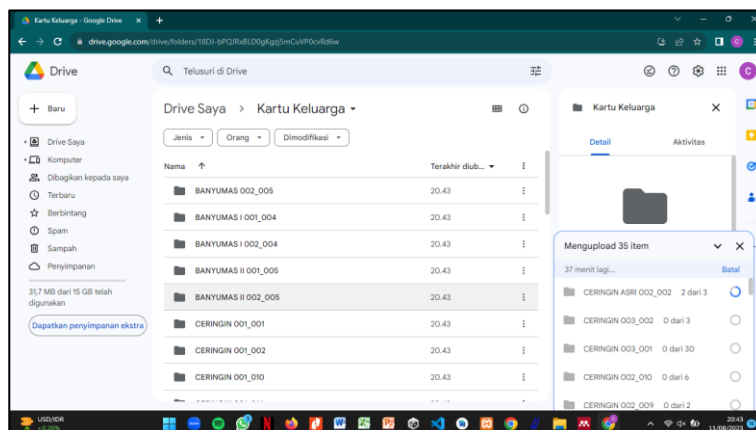 Kartu Keluarga - Google Drive
drive.google.com/drive/folders/18DJ-bPQJRxBLD0gKgzj5mCuVP0cvRd6w
Drive
Telusuri di Drive
C
Baru
Drive Saya
Komputer
Dibagikan kepada saya
Terbaru
Berbintang
Spam
Sampah
Penyimpanan
31,7 MB dari 15 GB telah
digunakan
Dapatkan penyimpanan ekstra
Drive Saya > Kartu Keluarga
Jenis Orang Dimodifikasi
Nama Terakhir diub...
BANYUMAS 002_005 20.43
BANYUMAS I 001_004 20.43
BANYUMAS I 002_004 20.43
BANYUMAS II 001_005 20.43
BANYUMAS II 002_005 20.43
CERINGIN 001_001 20.43
CERINGIN 001_002 20.43
CERINGIN 001_010 20.43
Kartu Keluarga
Detail Aktivitas
Mengupload 35 item
37 menit lagi... Batal
CERINGIN ASRI 002_002 2 dari 3
CERINGIN 003_002 0 dari 3
CERINGIN 003_001 0 dari 30
CERINGIN 002_010 0 dari 6
CERINGIN 002_009 0 dari 2
USD/IDR
+0.20%
20:43
11/08/2023